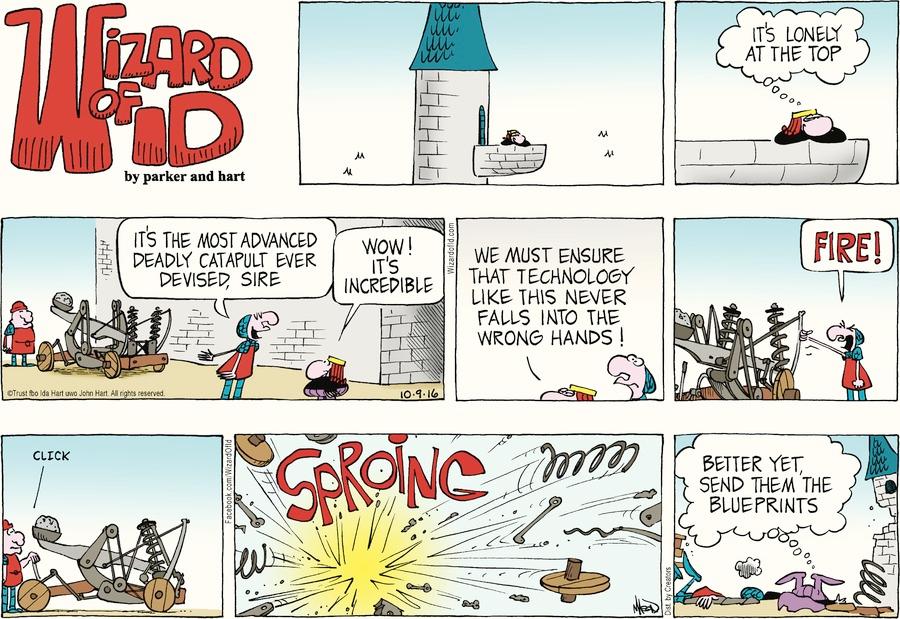 WIZARD
OF ID
by parker and hart
IT'S LONELY
AT THE TOP
IT'S THE MOST ADVANCED
DEADLY CATAPULT EVER
DEVISED, SIRE
WOW!
IT'S
INCREDIBLE
©Trust fbo Ida Hart uwo John Hart. All rights reserved.
10.9.16
WizardofId.com
WE MUST ENSURE
THAT TECHNOLOGY
LIKE THIS NEVER
FALLS INTO THE
WRONG HANDS!
FIRE!
CLICK
Facebook.com/WizardOfId
SPROING
Dist. by Creators
BETTER YET,
SEND THEM THE
BLUEPRINTS